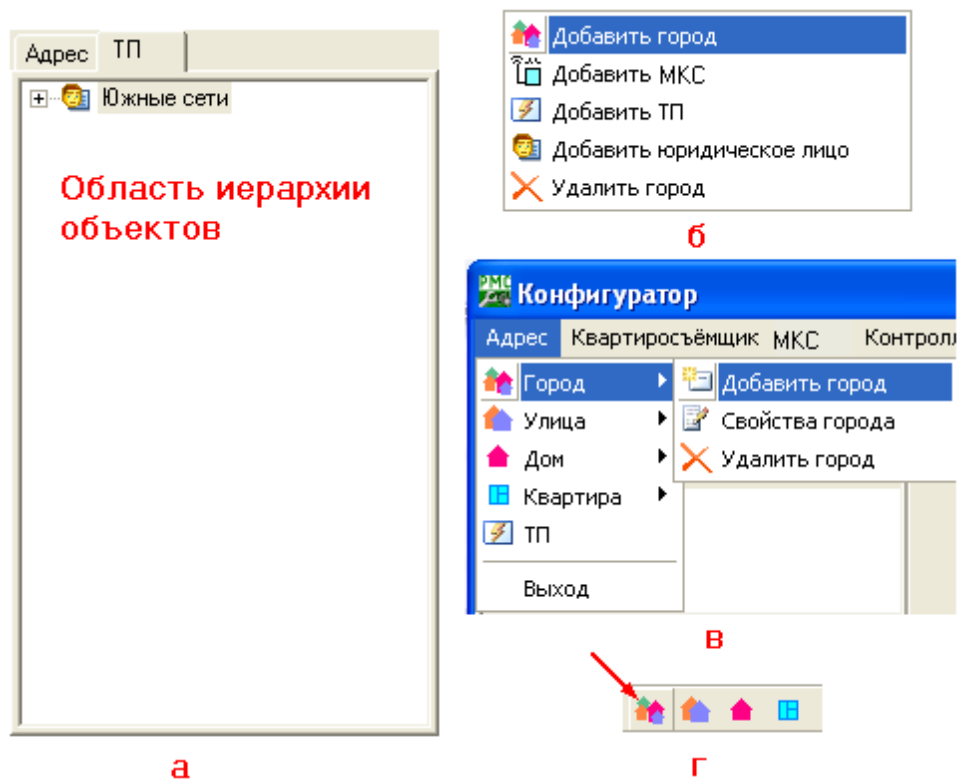 Адрес ТП
Южные сети
Область иерархии
объектов
а
Добавить город
Добавить МКС
Добавить ТП
Добавить юридическое лицо
Удалить город
б
Конфигуратор
Адрес Квартиросъёмщик МКС Контролл
Город
Улица
Дом
Квартира
ТП
Выход
Добавить город
Свойства города
Удалить город
в
г